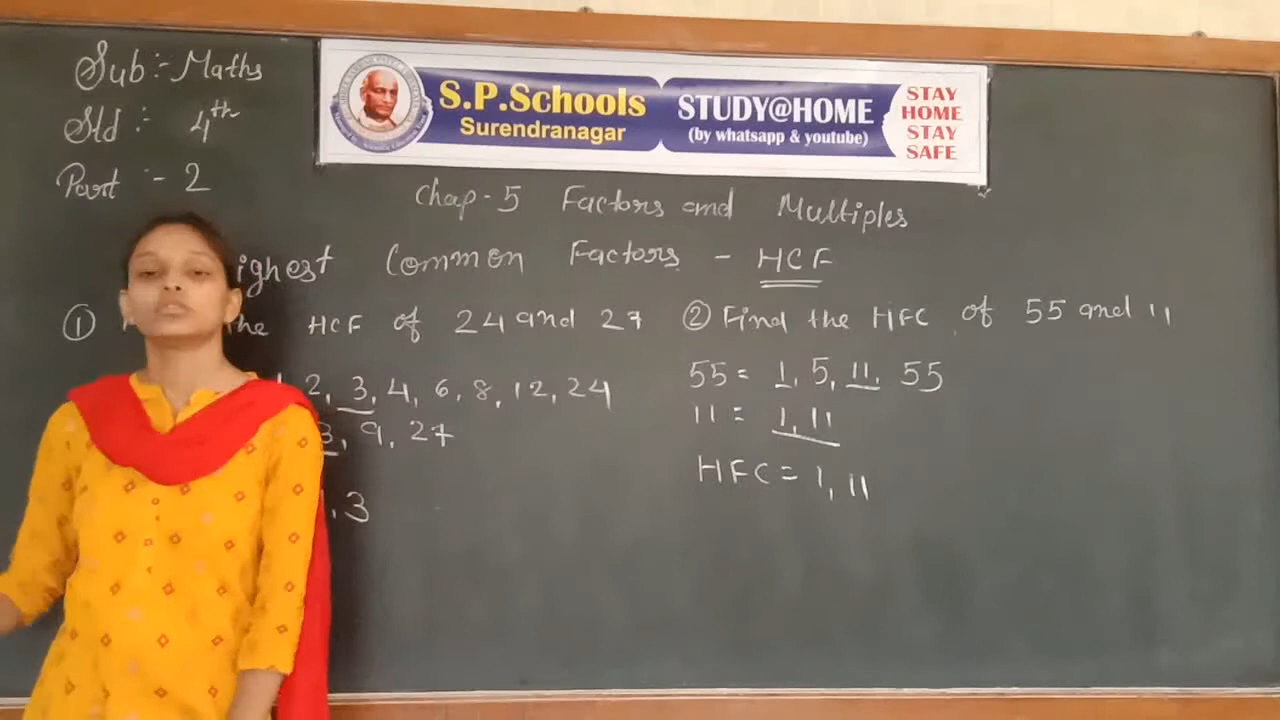 Sub :- Maths
Std :- 4th
Part :- 2
S.P.Schools
Surendranagar
STUDY@HOME
(by whatsapp & youtube)
STAY
HOME
STAY
SAFE
Chap-5 Factors and Multiples
ighest Common Factors - HCF
① the HCF of 24 and 27
2, 3, 4, 6, 8, 12, 24
3, 9, 27
, 3
② Find the HFC of 55 and 11
55 = 1, 5, 11, 55
11 = 1, 11
HFC = 1, 11